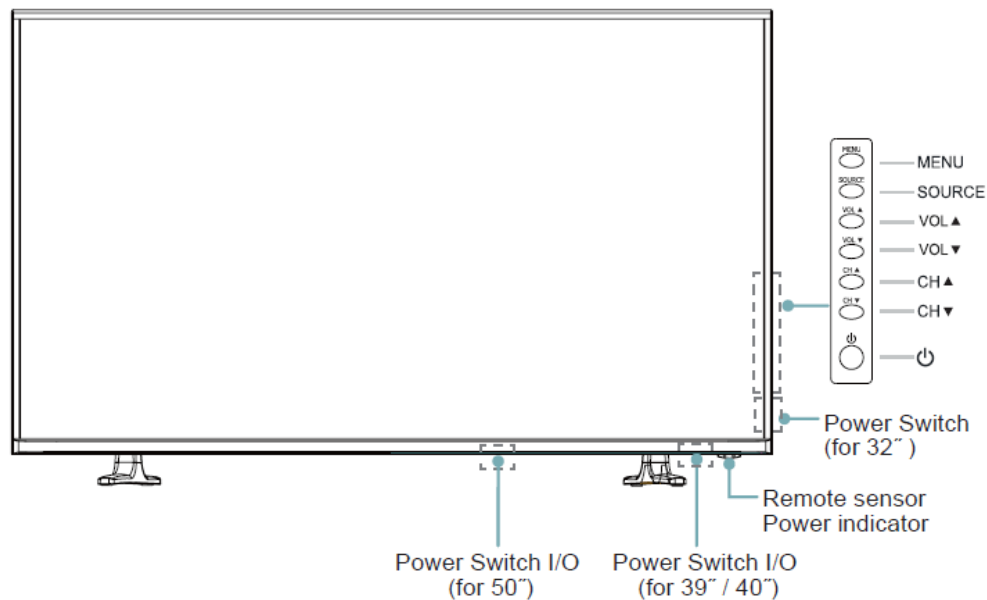 MENU
SOURCE
VOL ▲
VOL ▼
CH ▲
CH ▼
MENU
SOURCE
VOL ▲
VOL ▼
CH ▲
CH ▼
Power Switch
(for 32˝ )
Remote sensor
Power indicator
Power Switch I/O
(for 50˝)
Power Switch I/O
(for 39˝ / 40˝)